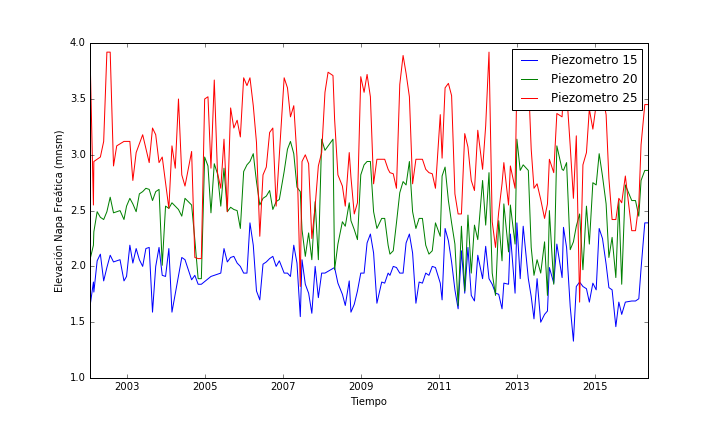 4.0
3.5
3.0
2.5
2.0
1.5
1.0
Elevación Napa Freática (mnsm)
Piezometro 15
Piezometro 20
Piezometro 25
2003 2005 2007 2009 2011 2013 2015
Tiempo